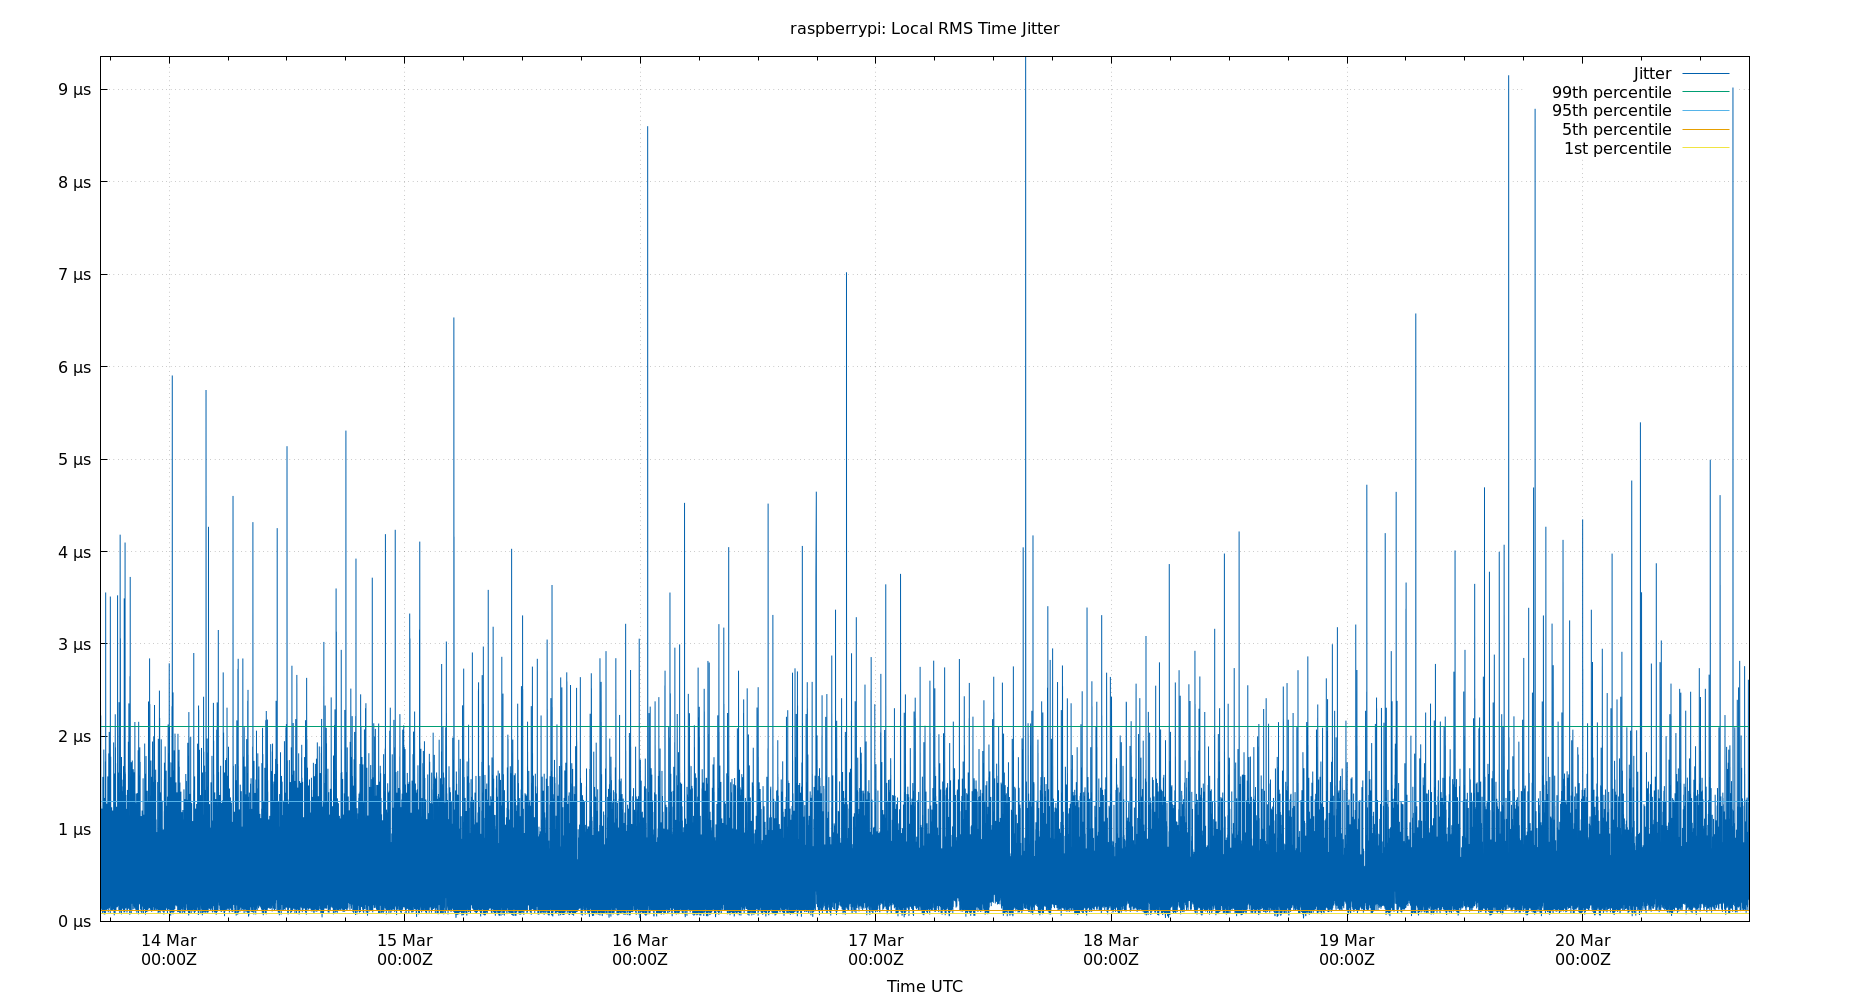 raspberrypi: Local RMS Time Jitter
Jitter
99th percentile
95th percentile
5th percentile
1st percentile
9 µs
8 µs
7 µs
6 µs
5 µs
4 µs
3 µs
2 µs
1 µs
0 µs
14 Mar 15 Mar 16 Mar 17 Mar 18 Mar 19 Mar 20 Mar
00:00Z 00:00Z 00:00Z 00:00Z 00:00Z 00:00Z 00:00Z
Time UTC